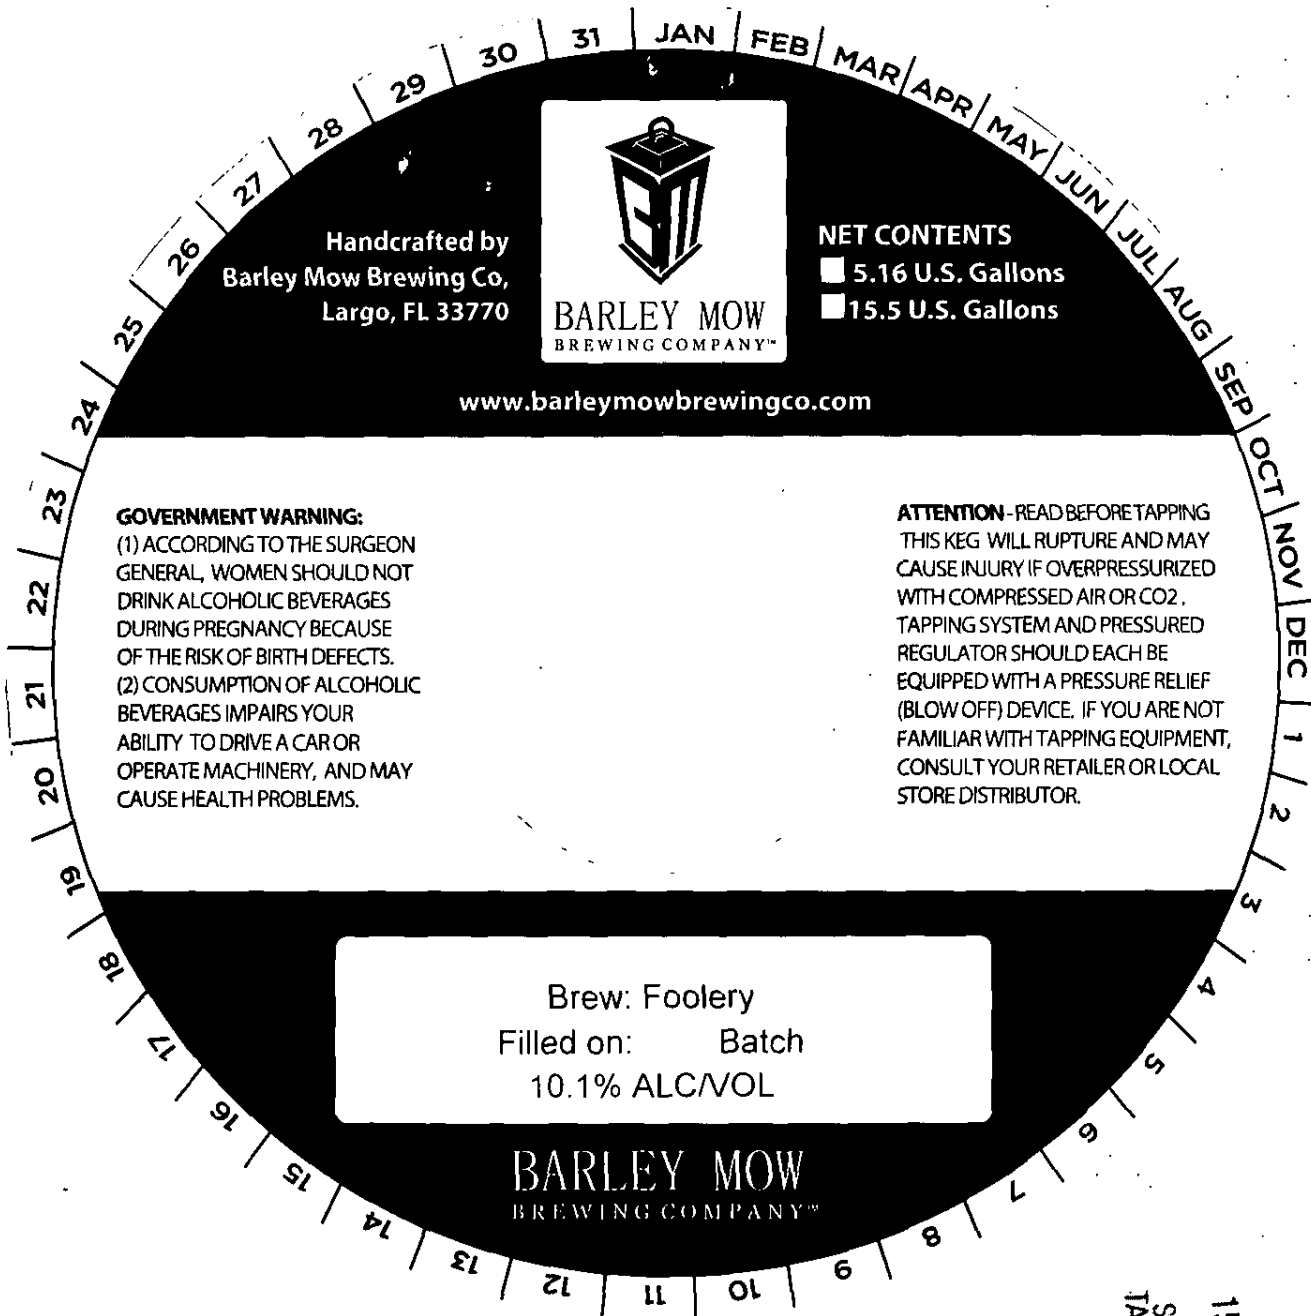 JAN
FEB
MAR
APR
MAY
JUN
JUL
AUG
SEP
OCT
NOV
DEC
1
2
3
4
5
6
7
8
9
10
11
12
13
14
15
16
17
18
19
20
21
22
23
24
25
26
27
28
29
30
31
Handcrafted by
Barley Mow Brewing Co,
Largo, FL 33770
BARLEY MOW
BREWING COMPANY™
NET CONTENTS
5.16 U.S. Gallons
15.5 U.S. Gallons
www.barleymowbrewingco.com
GOVERNMENT WARNING:
(1) ACCORDING TO THE SURGEON
GENERAL, WOMEN SHOULD NOT
DRINK ALCOHOLIC BEVERAGES
DURING PREGNANCY BECAUSE
OF THE RISK OF BIRTH DEFECTS.
(2) CONSUMPTION OF ALCOHOLIC
BEVERAGES IMPAIRS YOUR
ABILITY TO DRIVE A CAR OR
OPERATE MACHINERY, AND MAY
CAUSE HEALTH PROBLEMS.
ATTENTION - READ BEFORE TAPPING
THIS KEG WILL RUPTURE AND MAY
CAUSE INJURY IF OVERPRESSURIZED
WITH COMPRESSED AIR OR CO2.
TAPPING SYSTEM AND PRESSURED
REGULATOR SHOULD EACH BE
EQUIPPED WITH A PRESSURE RELIEF
(BLOW OFF) DEVICE. IF YOU ARE NOT
FAMILIAR WITH TAPPING EQUIPMENT,
CONSULT YOUR RETAILER OR LOCAL
STORE DISTRIBUTOR.
Brew: Foolery
Filled on: Batch
10.1% ALC/VOL
BARLEY MOW
BREWING COMPANY™